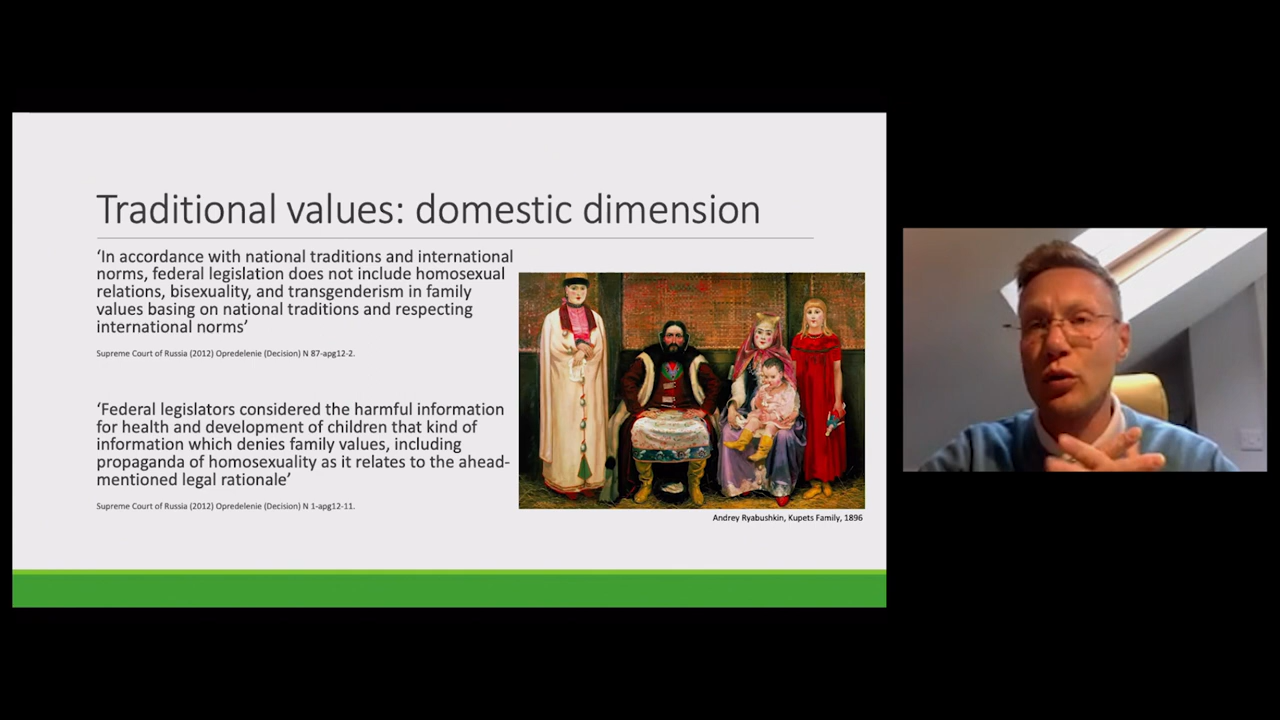 Traditional values: domestic dimension
‘In accordance with national traditions and international
norms, federal legislation does not include homosexual
relations, bisexuality, and transgenderism in family
values basing on national traditions and respecting
international norms’
Supreme Court of Russia (2012) Opredelenie (Decision) N 87-apg12-2.
‘Federal legislators considered the harmful information
for health and development of children that kind of
information which denies family values, including
propaganda of homosexuality as it relates to the ahead-
mentioned legal rationale’
Supreme Court of Russia (2012) Opredelenie (Decision) N 1-apg12-11.
Andrey Ryabushkin, Kupets Family, 1896